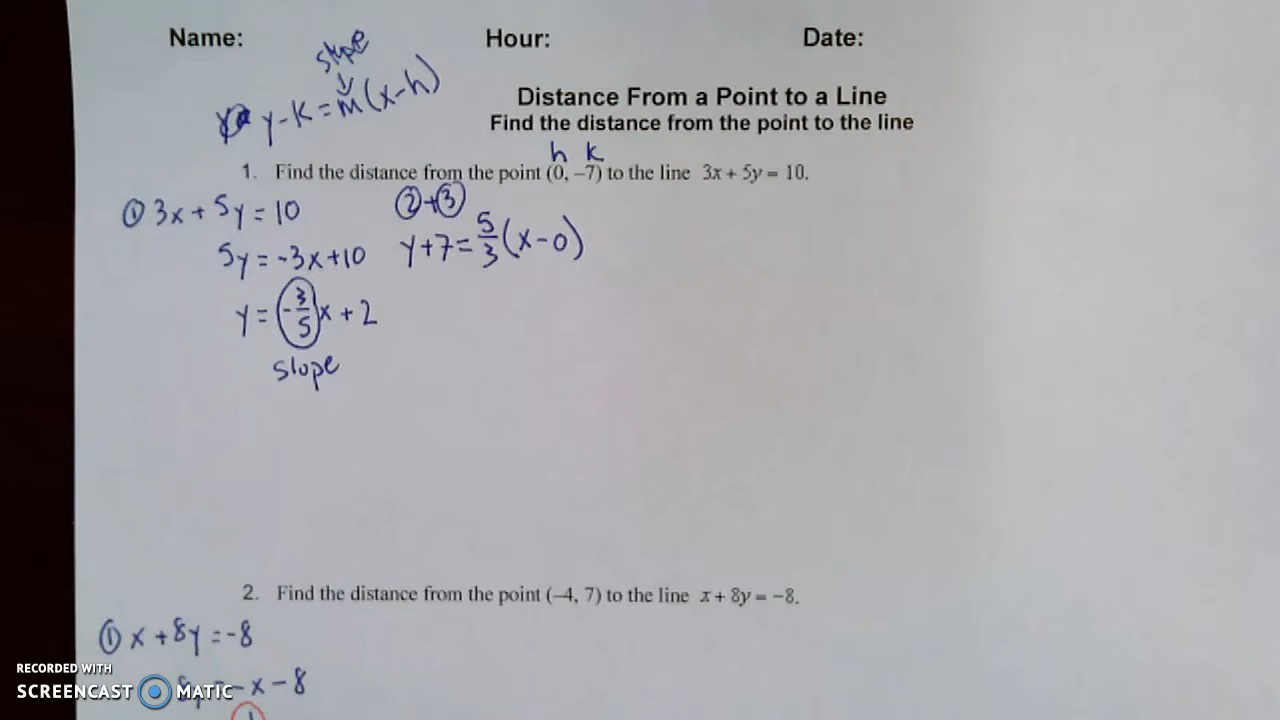 Name: Hour: Date:
slope
y-k=m(x-h)
Distance From a Point to a Line
Find the distance from the point to the line
h k
1. Find the distance from the point (0, –7) to the line 3x + 5y = 10.
① 3x + 5y = 10
5y = -3x+10
y = -3/5 x + 2
slope
② + ③
y+7 = 5/3 (x-0)
2. Find the distance from the point (–4, 7) to the line x + 8y = –8.
① x + 8y = -8
-x - 8
RECORDED WITH
SCREENCAST MATIC